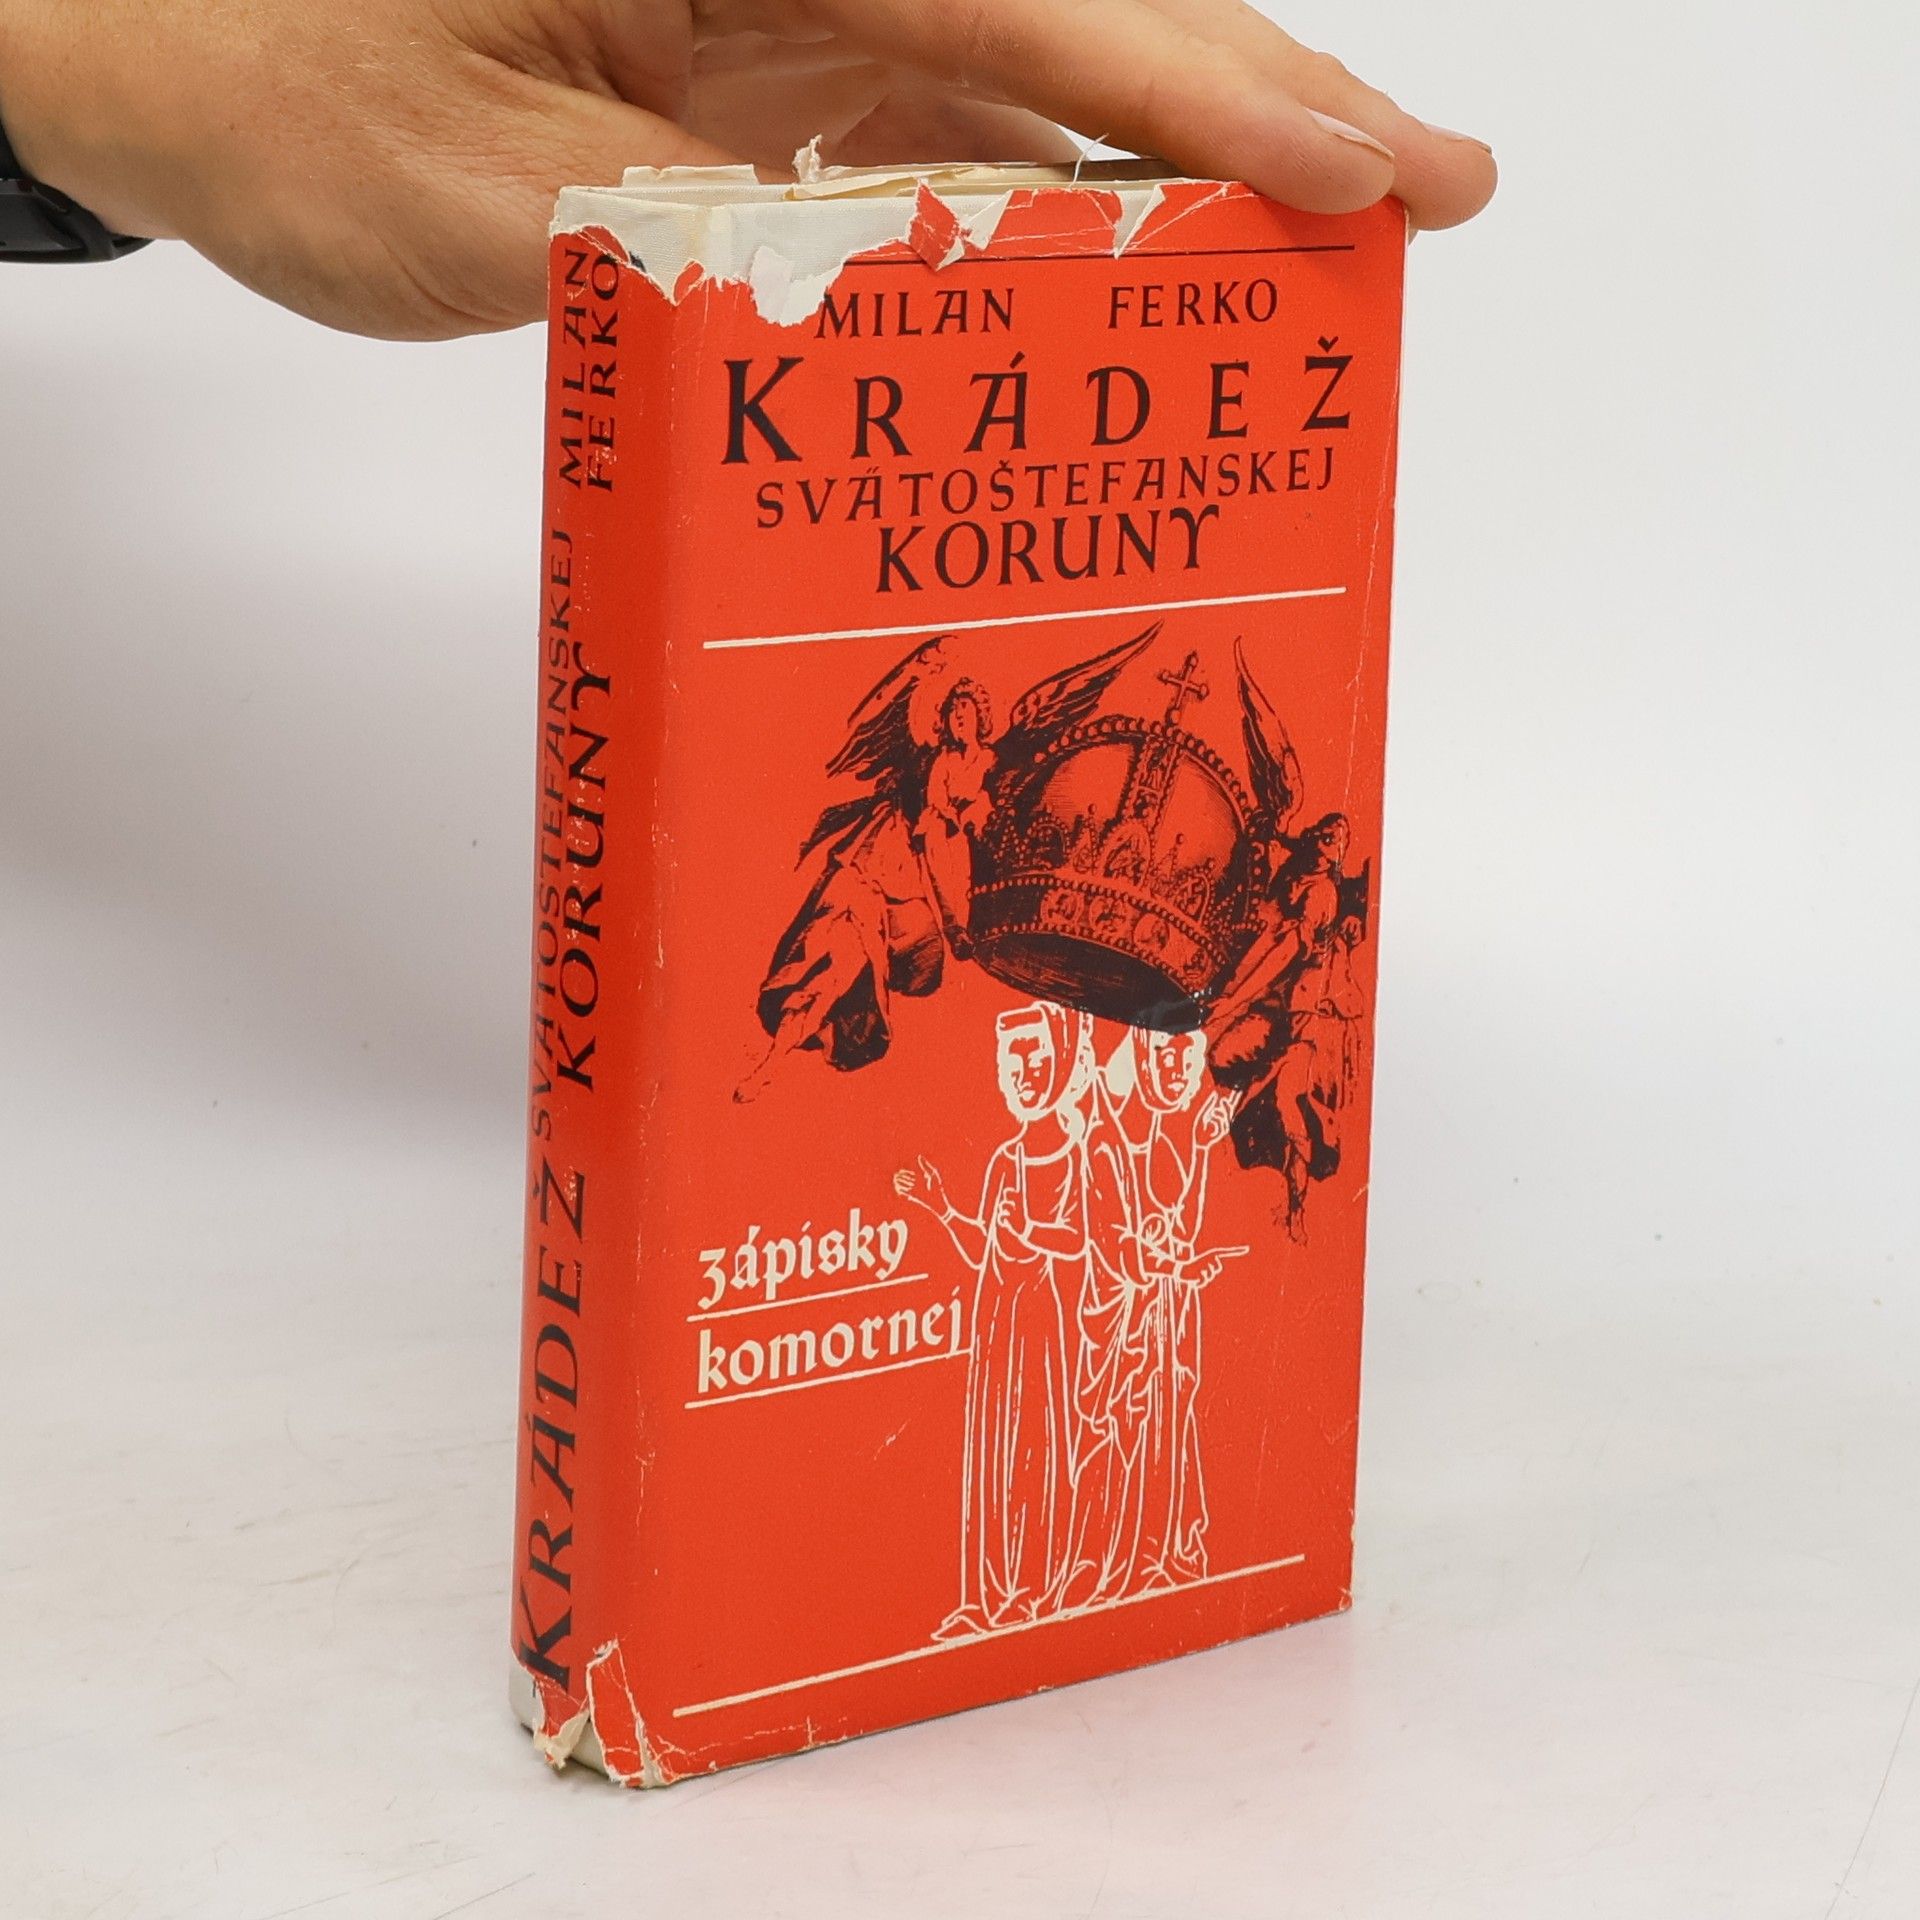 MILAN FERKO
KRÁDEŽ
SVÄTOŠTEFANSKEJ
KORUNY
zápisky
komornej
KRÁDEŽ SVÄTOŠTEFANSKEJ KORUNY MILAN FERKO